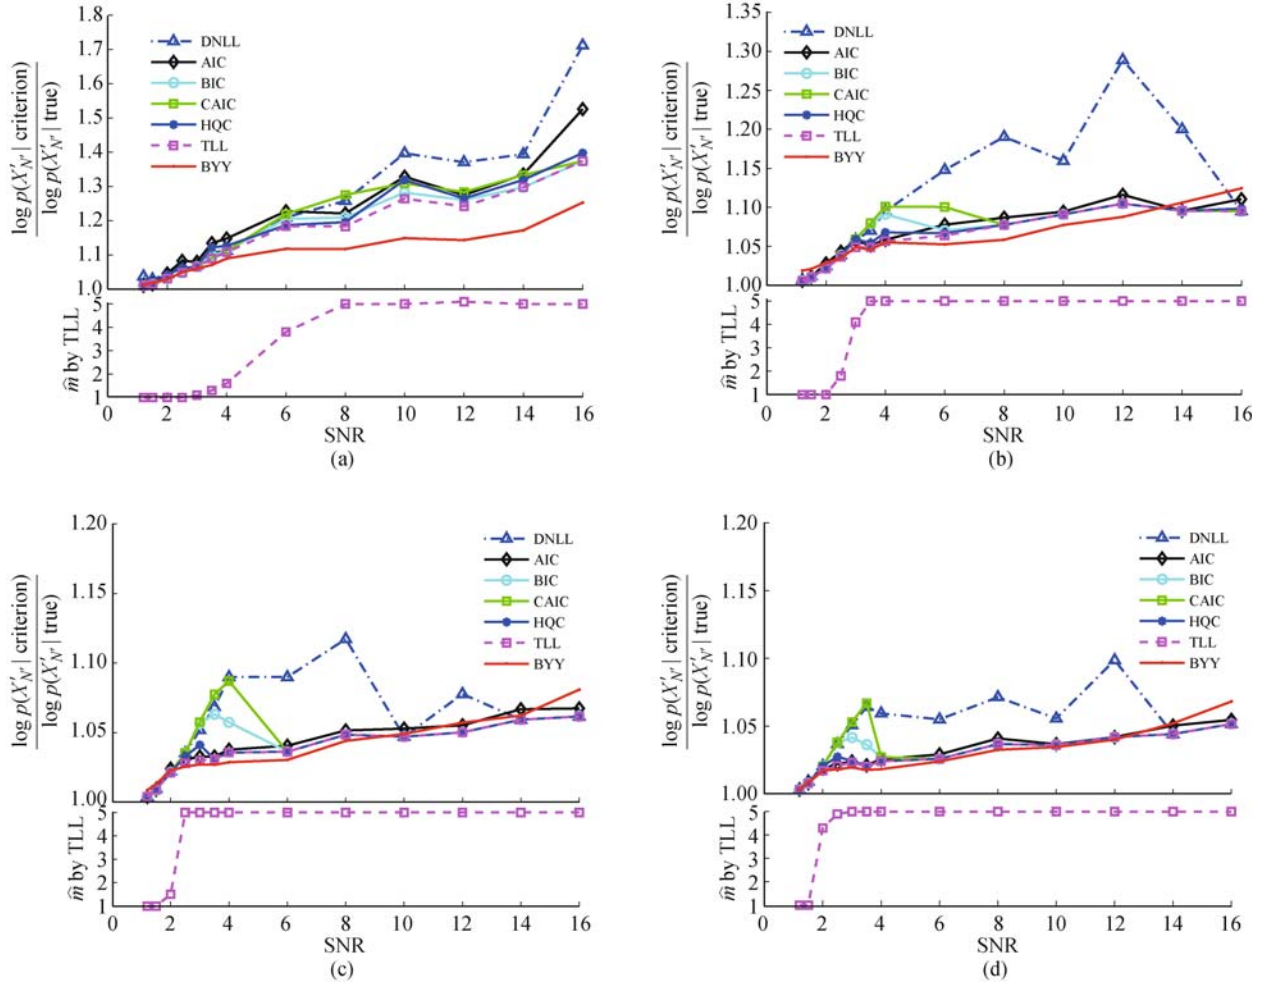 1.8
1.7
1.6
1.5
1.4
1.3
1.2
1.1
1.0
log p(X′_N′ | criterion)
log p(X′_N′ | true)
DNLL
AIC
BIC
CAIC
HQC
TLL
BYY
5
4
3
2
1
m̂ by TLL
0 2 4 6 8 10 12 14 16
SNR
(a)
1.35
1.30
1.25
1.20
1.15
1.10
1.05
1.00
log p(X′_N′ | criterion)
log p(X′_N′ | true)
DNLL
AIC
BIC
CAIC
HQC
TLL
BYY
5
4
3
2
1
m̂ by TLL
0 2 4 6 8 10 12 14 16
SNR
(b)
1.20
1.15
1.10
1.05
1.00
log p(X′_N′ | criterion)
log p(X′_N′ | true)
DNLL
AIC
BIC
CAIC
HQC
TLL
BYY
5
4
3
2
1
m̂ by TLL
0 2 4 6 8 10 12 14 16
SNR
(c)
1.20
1.15
1.10
1.05
1.00
log p(X′_N′ | criterion)
log p(X′_N′ | true)
DNLL
AIC
BIC
CAIC
HQC
TLL
BYY
5
4
3
2
1
m̂ by TLL
0 2 4 6 8 10 12 14 16
SNR
(d)